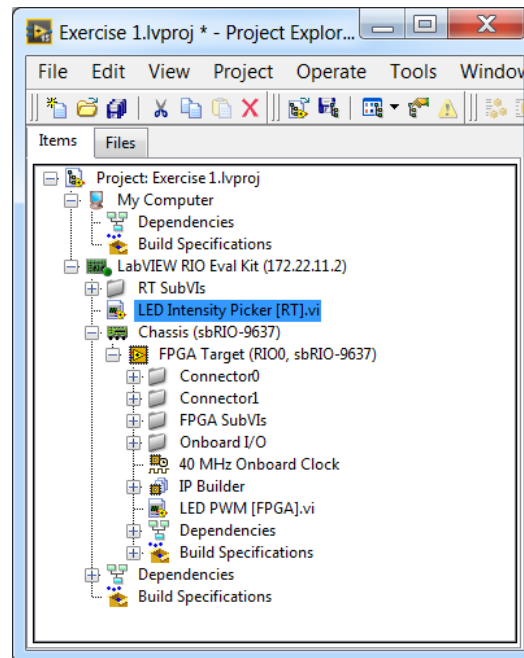 Exercise 1.lvproj * - Project Explor...
File Edit View Project Operate Tools Window
Items Files
Project: Exercise 1.lvproj
My Computer
Dependencies
Build Specifications
LabVIEW RIO Eval Kit (172.22.11.2)
RT SubVIs
LED Intensity Picker [RT].vi
Chassis (sbRIO-9637)
FPGA Target (RIO0, sbRIO-9637)
Connector0
Connector1
FPGA SubVIs
Onboard I/O
40 MHz Onboard Clock
IP Builder
LED PWM [FPGA].vi
Dependencies
Build Specifications
Dependencies
Build Specifications